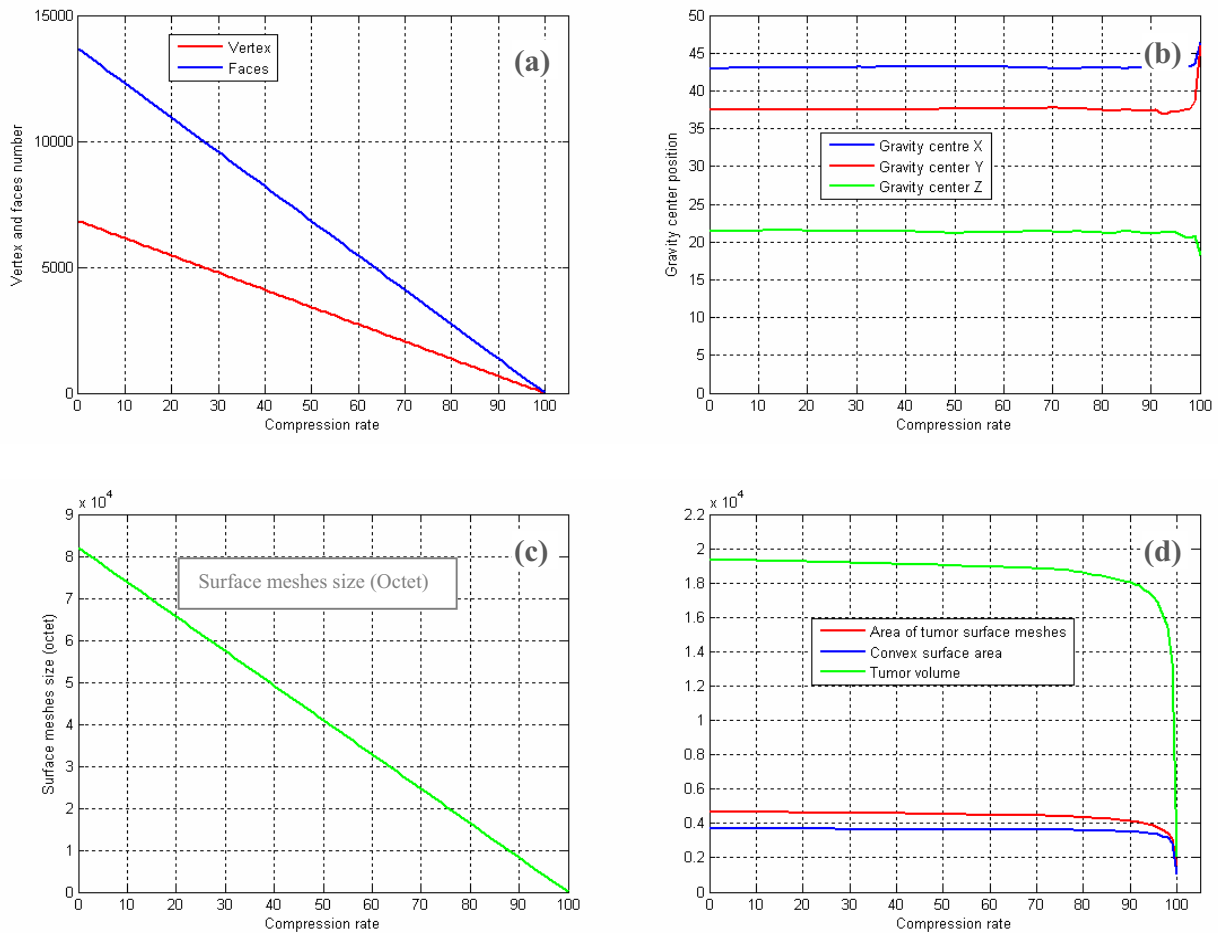 15000
10000
5000
0
Vertex and faces number
Vertex
Faces
(a)
0 10 20 30 40 50 60 70 80 90 100
Compression rate
50
45
40
35
30
25
20
15
10
5
0
Gravity center position
(b)
Gravity centre X
Gravity center Y
Gravity center Z
0 10 20 30 40 50 60 70 80 90 100
Compression rate
x 10^4
9
8
7
6
5
4
3
2
1
0
Surface meshes size (octet)
Surface meshes size (Octet)
(c)
0 10 20 30 40 50 60 70 80 90 100
Compression rate
x 10^4
2.2
2
1.8
1.6
1.4
1.2
1
0.8
0.6
0.4
0.2
0
(d)
Area of tumor surface meshes
Convex surface area
Tumor volume
0 10 20 30 40 50 60 70 80 90 100
Compression rate